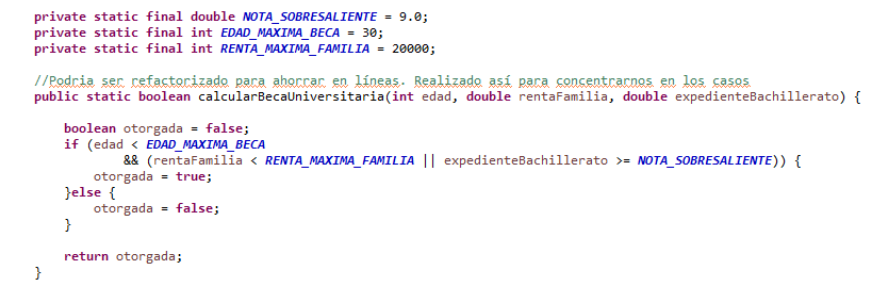 private static final double NOTA_SOBRESALIENTE = 9.0;
private static final int EDAD_MAXIMA_BECA = 30;
private static final int RENTA_MAXIMA_FAMILIA = 20000;
//Podria ser refactorizado para ahorrar en líneas. Realizado así para concentrarnos en los casos
public static boolean calcularBecaUniversitaria(int edad, double rentaFamilia, double expedienteBachillerato) {
boolean otorgada = false;
if (edad < EDAD_MAXIMA_BECA
&& (rentaFamilia < RENTA_MAXIMA_FAMILIA || expedienteBachillerato >= NOTA_SOBRESALIENTE)) {
otorgada = true;
}else {
otorgada = false;
}
return otorgada;
}